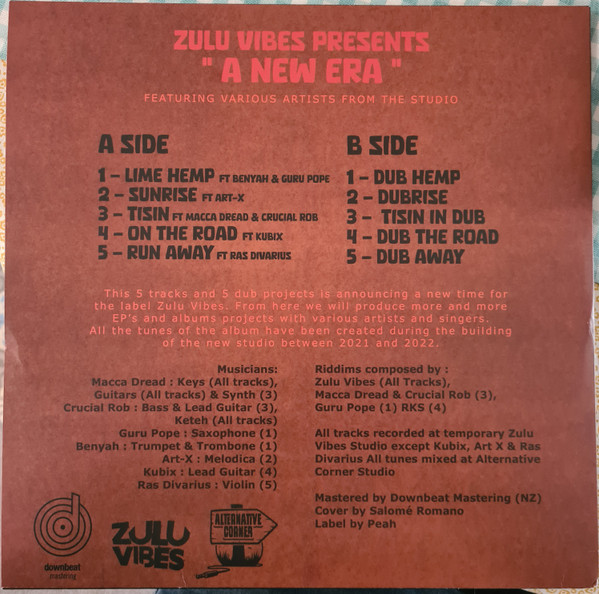 ZULU VIBES PRESENTS
" A NEW ERA "
FEATURING VARIOUS ARTISTS FROM THE STUDIO
A SIDE
1 – LIME HEMP FT BENYAH & GURU POPE
2 – SUNRISE FT ART-X
3 – TISIN FT MACCA DREAD & CRUCIAL ROB
4 – ON THE ROAD FT KUBIX
5 – RUN AWAY FT RAS DIVARIUS
B SIDE
1 – DUB HEMP
2 – DUBRISE
3 – TISIN IN DUB
4 – DUB THE ROAD
5 – DUB AWAY
This 5 tracks and 5 dub projects is announcing a new time for
the label Zulu Vibes. From here we will produce more and more
EP's and albums projects with various artists and singers.
All the tunes of the album have been created during the building
of the new studio between 2021 and 2022.
Musicians:
Macca Dread : Keys (All tracks),
Guitars (All tracks) & Synth (3),
Crucial Rob : Bass & Lead Guitar (3),
Keteh (All tracks)
Guru Pope : Saxophone (1)
Benyah : Trumpet & Trombone (1)
Art-X : Melodica (2)
Kubix : Lead Guitar (4)
Ras Divarius : Violin (5)
Riddims composed by :
Zulu Vibes (All Tracks),
Macca Dread & Crucial Rob (3),
Guru Pope (1) RKS (4)
All tracks recorded at temporary Zulu
Vibes Studio except Kubix, Art X & Ras
Divarius All tunes mixed at Alternative
Corner Studio
Mastered by Downbeat Mastering (NZ)
Cover by Salomé Romano
Label by Peah
downbeat
mastering
ZULU
VIBES
ALTERNATIVE
CORNER